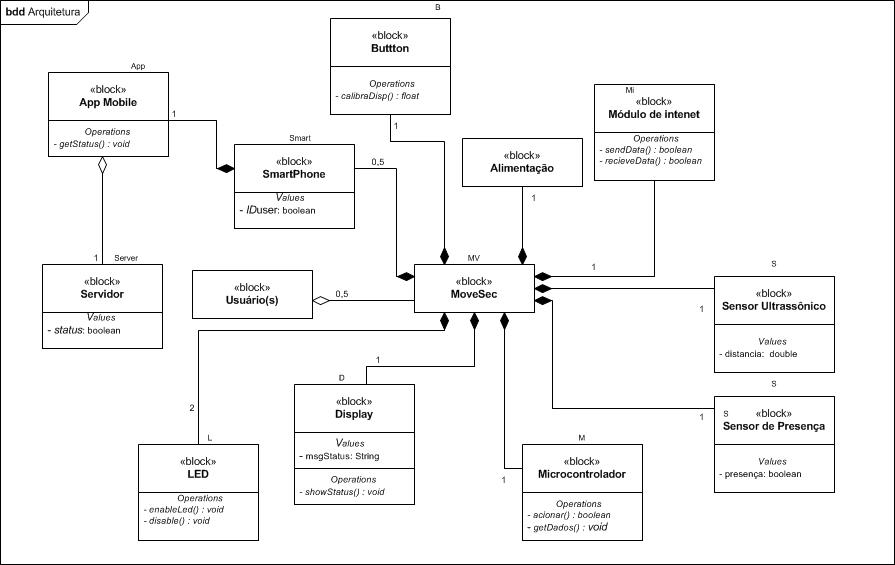 bdd Arquitetura
B
«block»
Buttton
Operations
- calibraDisp() : float
1
App
«block»
App Mobile
Operations
- getStatus() : void
1
Smart
«block»
SmartPhone
Values
- IDuser: boolean
0,5
«block»
Alimentação
1
Mi
«block»
Módulo de intenet
Operations
- sendData() : boolean
- recieveData() : boolean
1
1
Server
«block»
Servidor
Values
- status: boolean
«block»
Usuário(s)
0,5
MV
«block»
MoveSec
S
«block»
Sensor Ultrassônico
Values
- distancia: double
1
S
S
«block»
Sensor de Presença
Values
- presença: boolean
1
2
L
«block»
LED
Operations
- enableLed() : void
- disable() : void
1
D
«block»
Display
Values
- msgStatus: String
Operations
- showStatus() : void
1
M
«block»
Microcontrolador
Operations
- acionar() : boolean
- getDados() : void